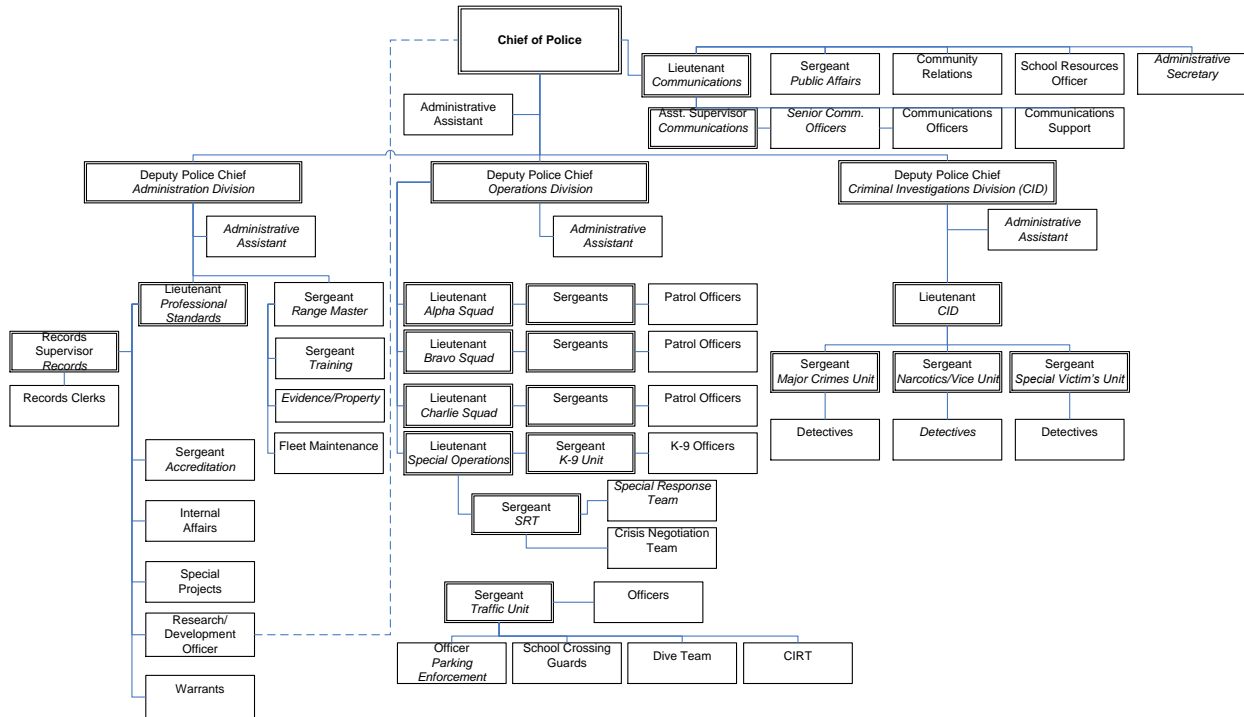 Chief of Police
Lieutenant
Communications
Sergeant
Public Affairs
Community
Relations
School Resources
Officer
Administrative
Secretary
Administrative
Assistant
Asst. Supervisor
Communications
Senior Comm.
Officers
Communications
Officers
Communications
Support
Deputy Police Chief
Administration Division
Deputy Police Chief
Operations Division
Deputy Police Chief
Criminal Investigations Division (CID)
Administrative
Assistant
Administrative
Assistant
Administrative
Assistant
Lieutenant
Professional
Standards
Sergeant
Range Master
Records
Supervisor
Records
Records Clerks
Sergeant
Training
Evidence/Property
Fleet Maintenance
Sergeant
Accreditation
Internal
Affairs
Special
Projects
Research/
Development
Officer
Warrants
Lieutenant
Alpha Squad
Sergeants
Patrol Officers
Lieutenant
Bravo Squad
Sergeants
Patrol Officers
Lieutenant
Charlie Squad
Sergeants
Patrol Officers
Lieutenant
Special Operations
Sergeant
K-9 Unit
K-9 Officers
Sergeant
SRT
Special Response
Team
Crisis Negotiation
Team
Sergeant
Traffic Unit
Officers
Officer
Parking
Enforcement
School Crossing
Guards
Dive Team
CIRT
Lieutenant
CID
Sergeant
Major Crimes Unit
Sergeant
Narcotics/Vice Unit
Sergeant
Special Victim's Unit
Detectives
Detectives
Detectives